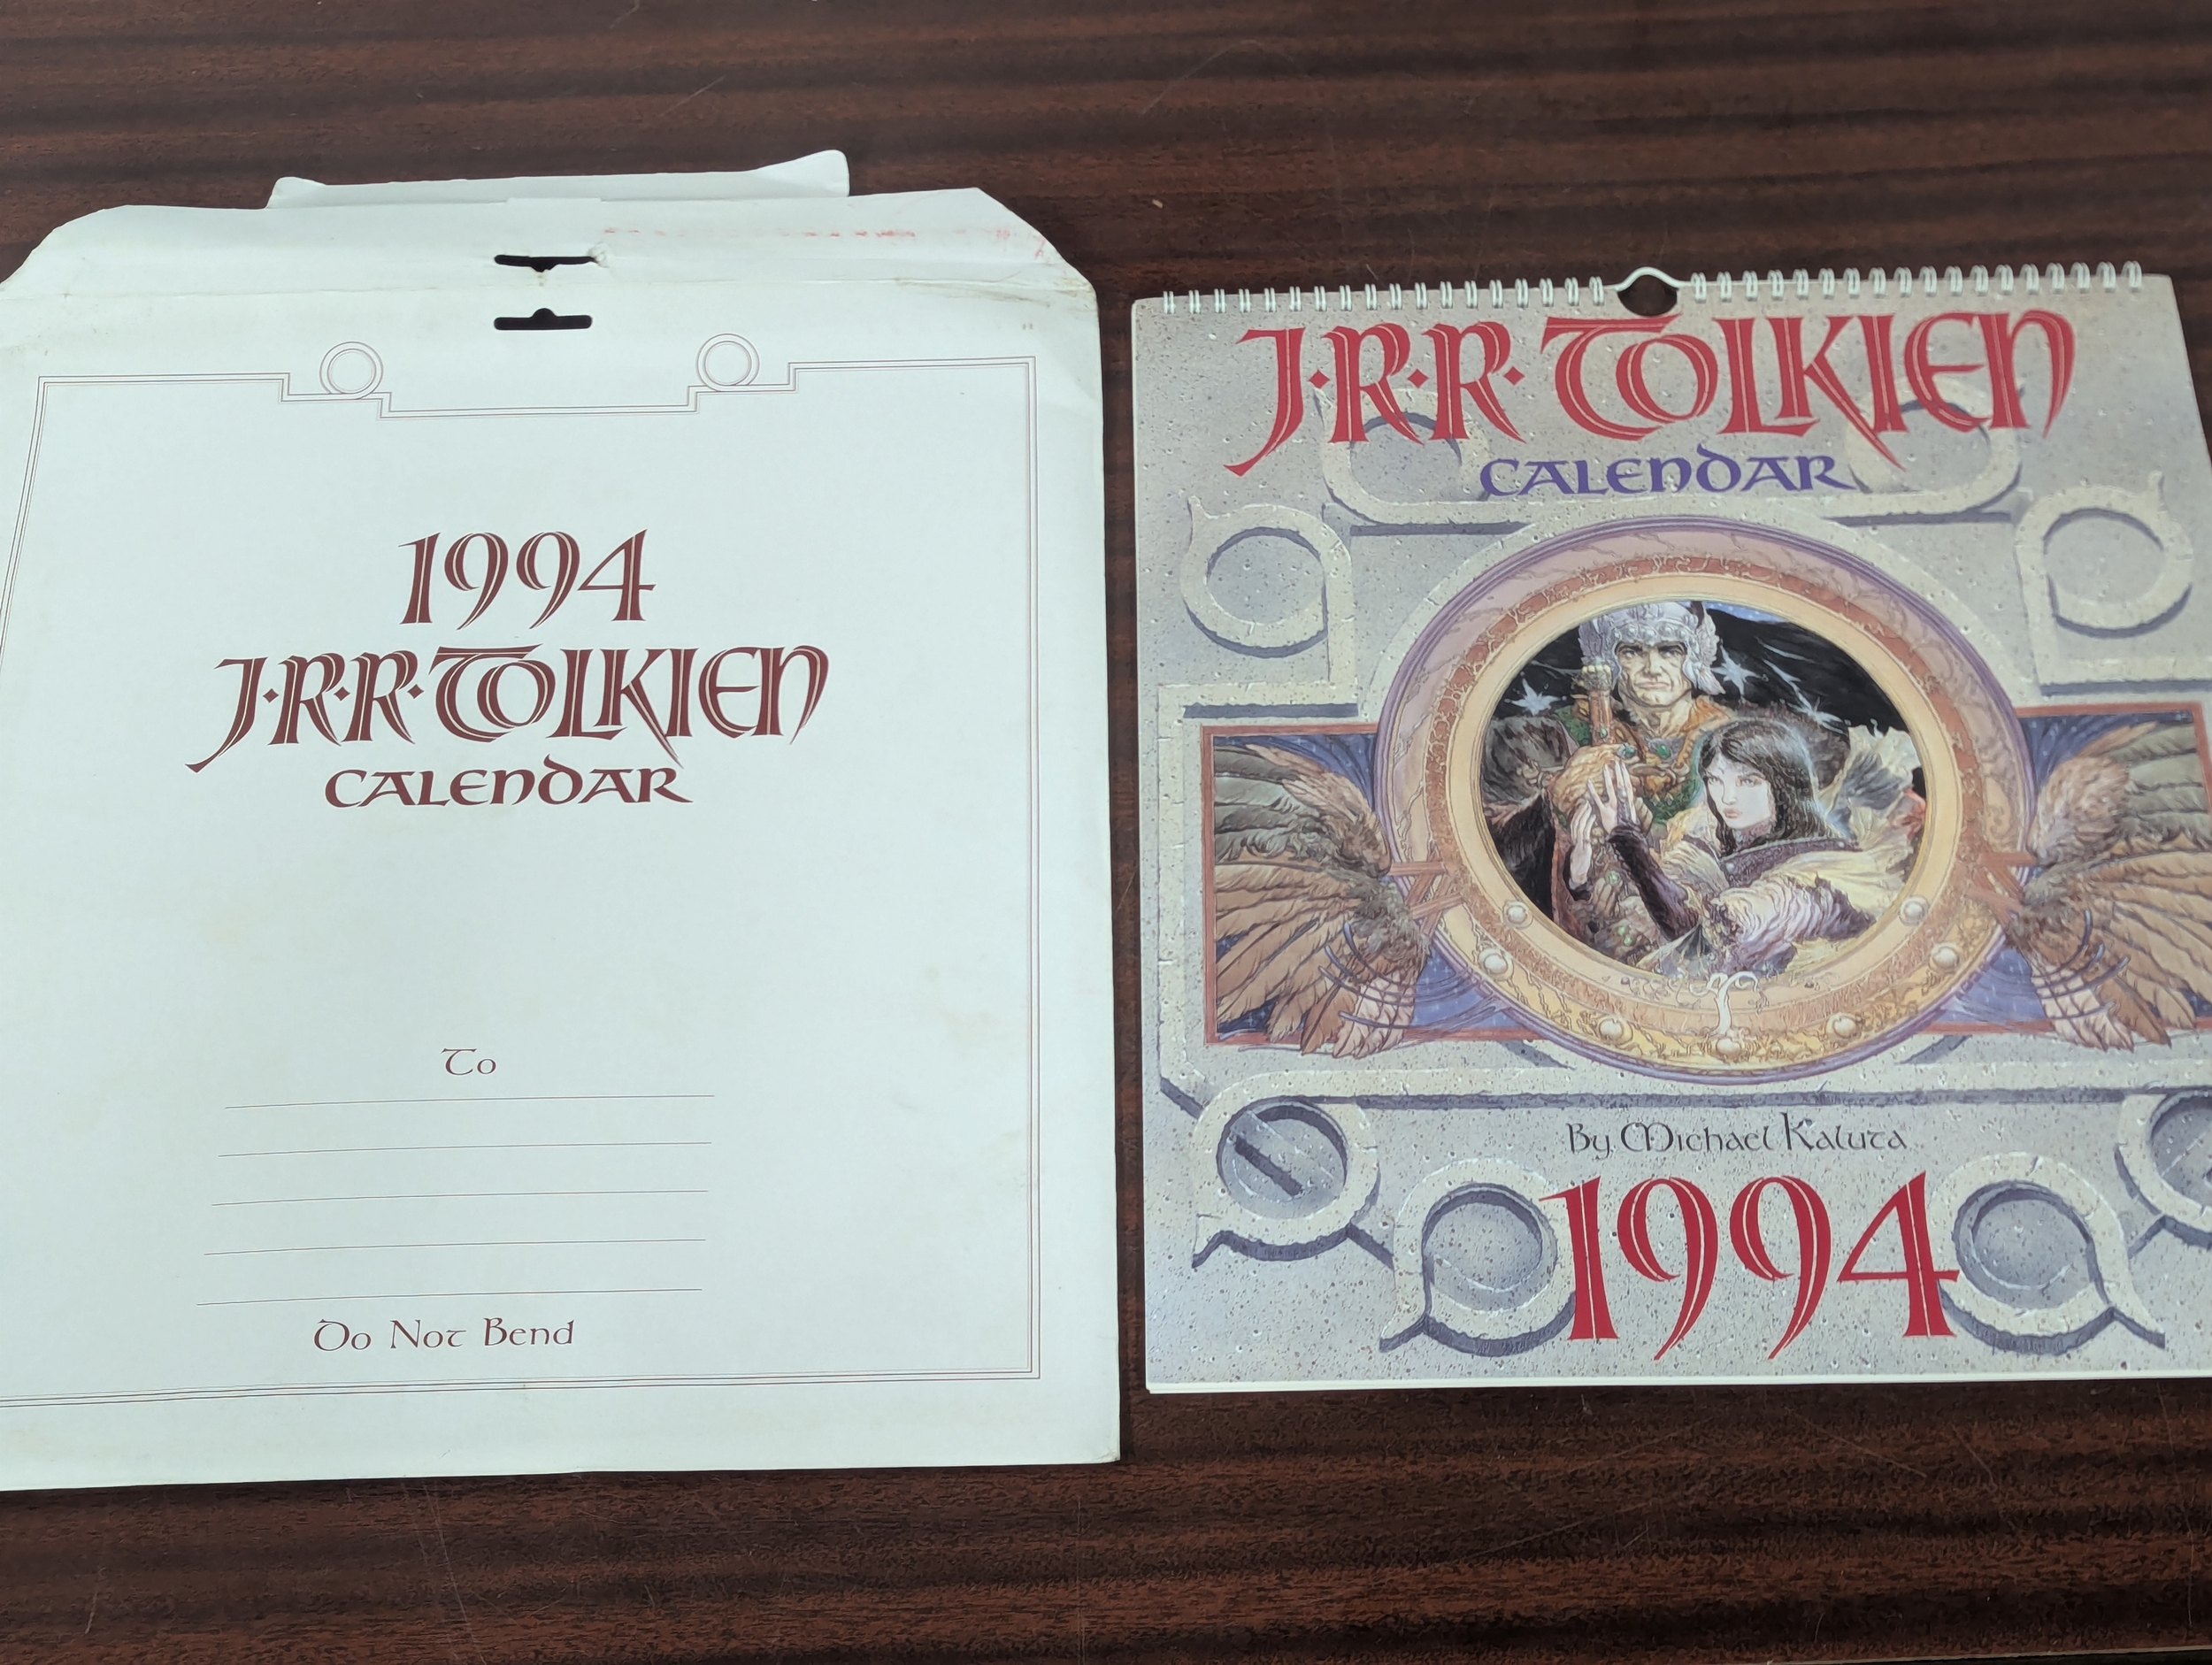 1994
J·R·R·TOLKIEN
CALENDAR
To
Do Not Bend
J·R·R·TOLKIEN
CALENDAR
By Michael Kaluta
1994